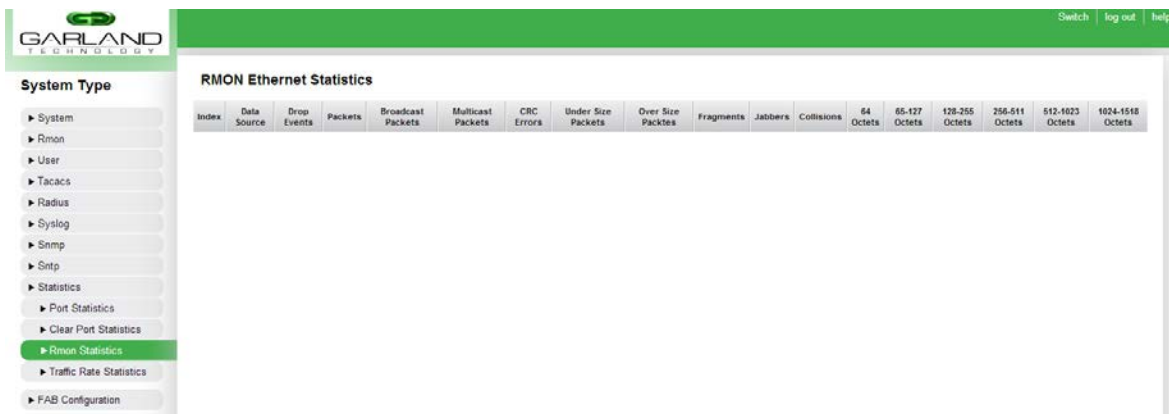 GARLAND
TECHNOLOGY
Switch
log out
help
System Type
System
Rmon
User
Tacacs
Radius
Syslog
Snmp
Sntp
Statistics
Port Statistics
Clear Port Statistics
Rmon Statistics
Traffic Rate Statistics
FAB Configuration
RMON Ethernet Statistics
Index
Data
Source
Drop
Events
Packets
Broadcast
Packets
Multicast
Packets
CRC
Errors
Under Size
Packets
Over Size
Packtes
Fragments
Jabbers
Collisions
64
Octets
65-127
Octets
128-255
Octets
256-511
Octets
512-1023
Octets
1024-1518
Octets